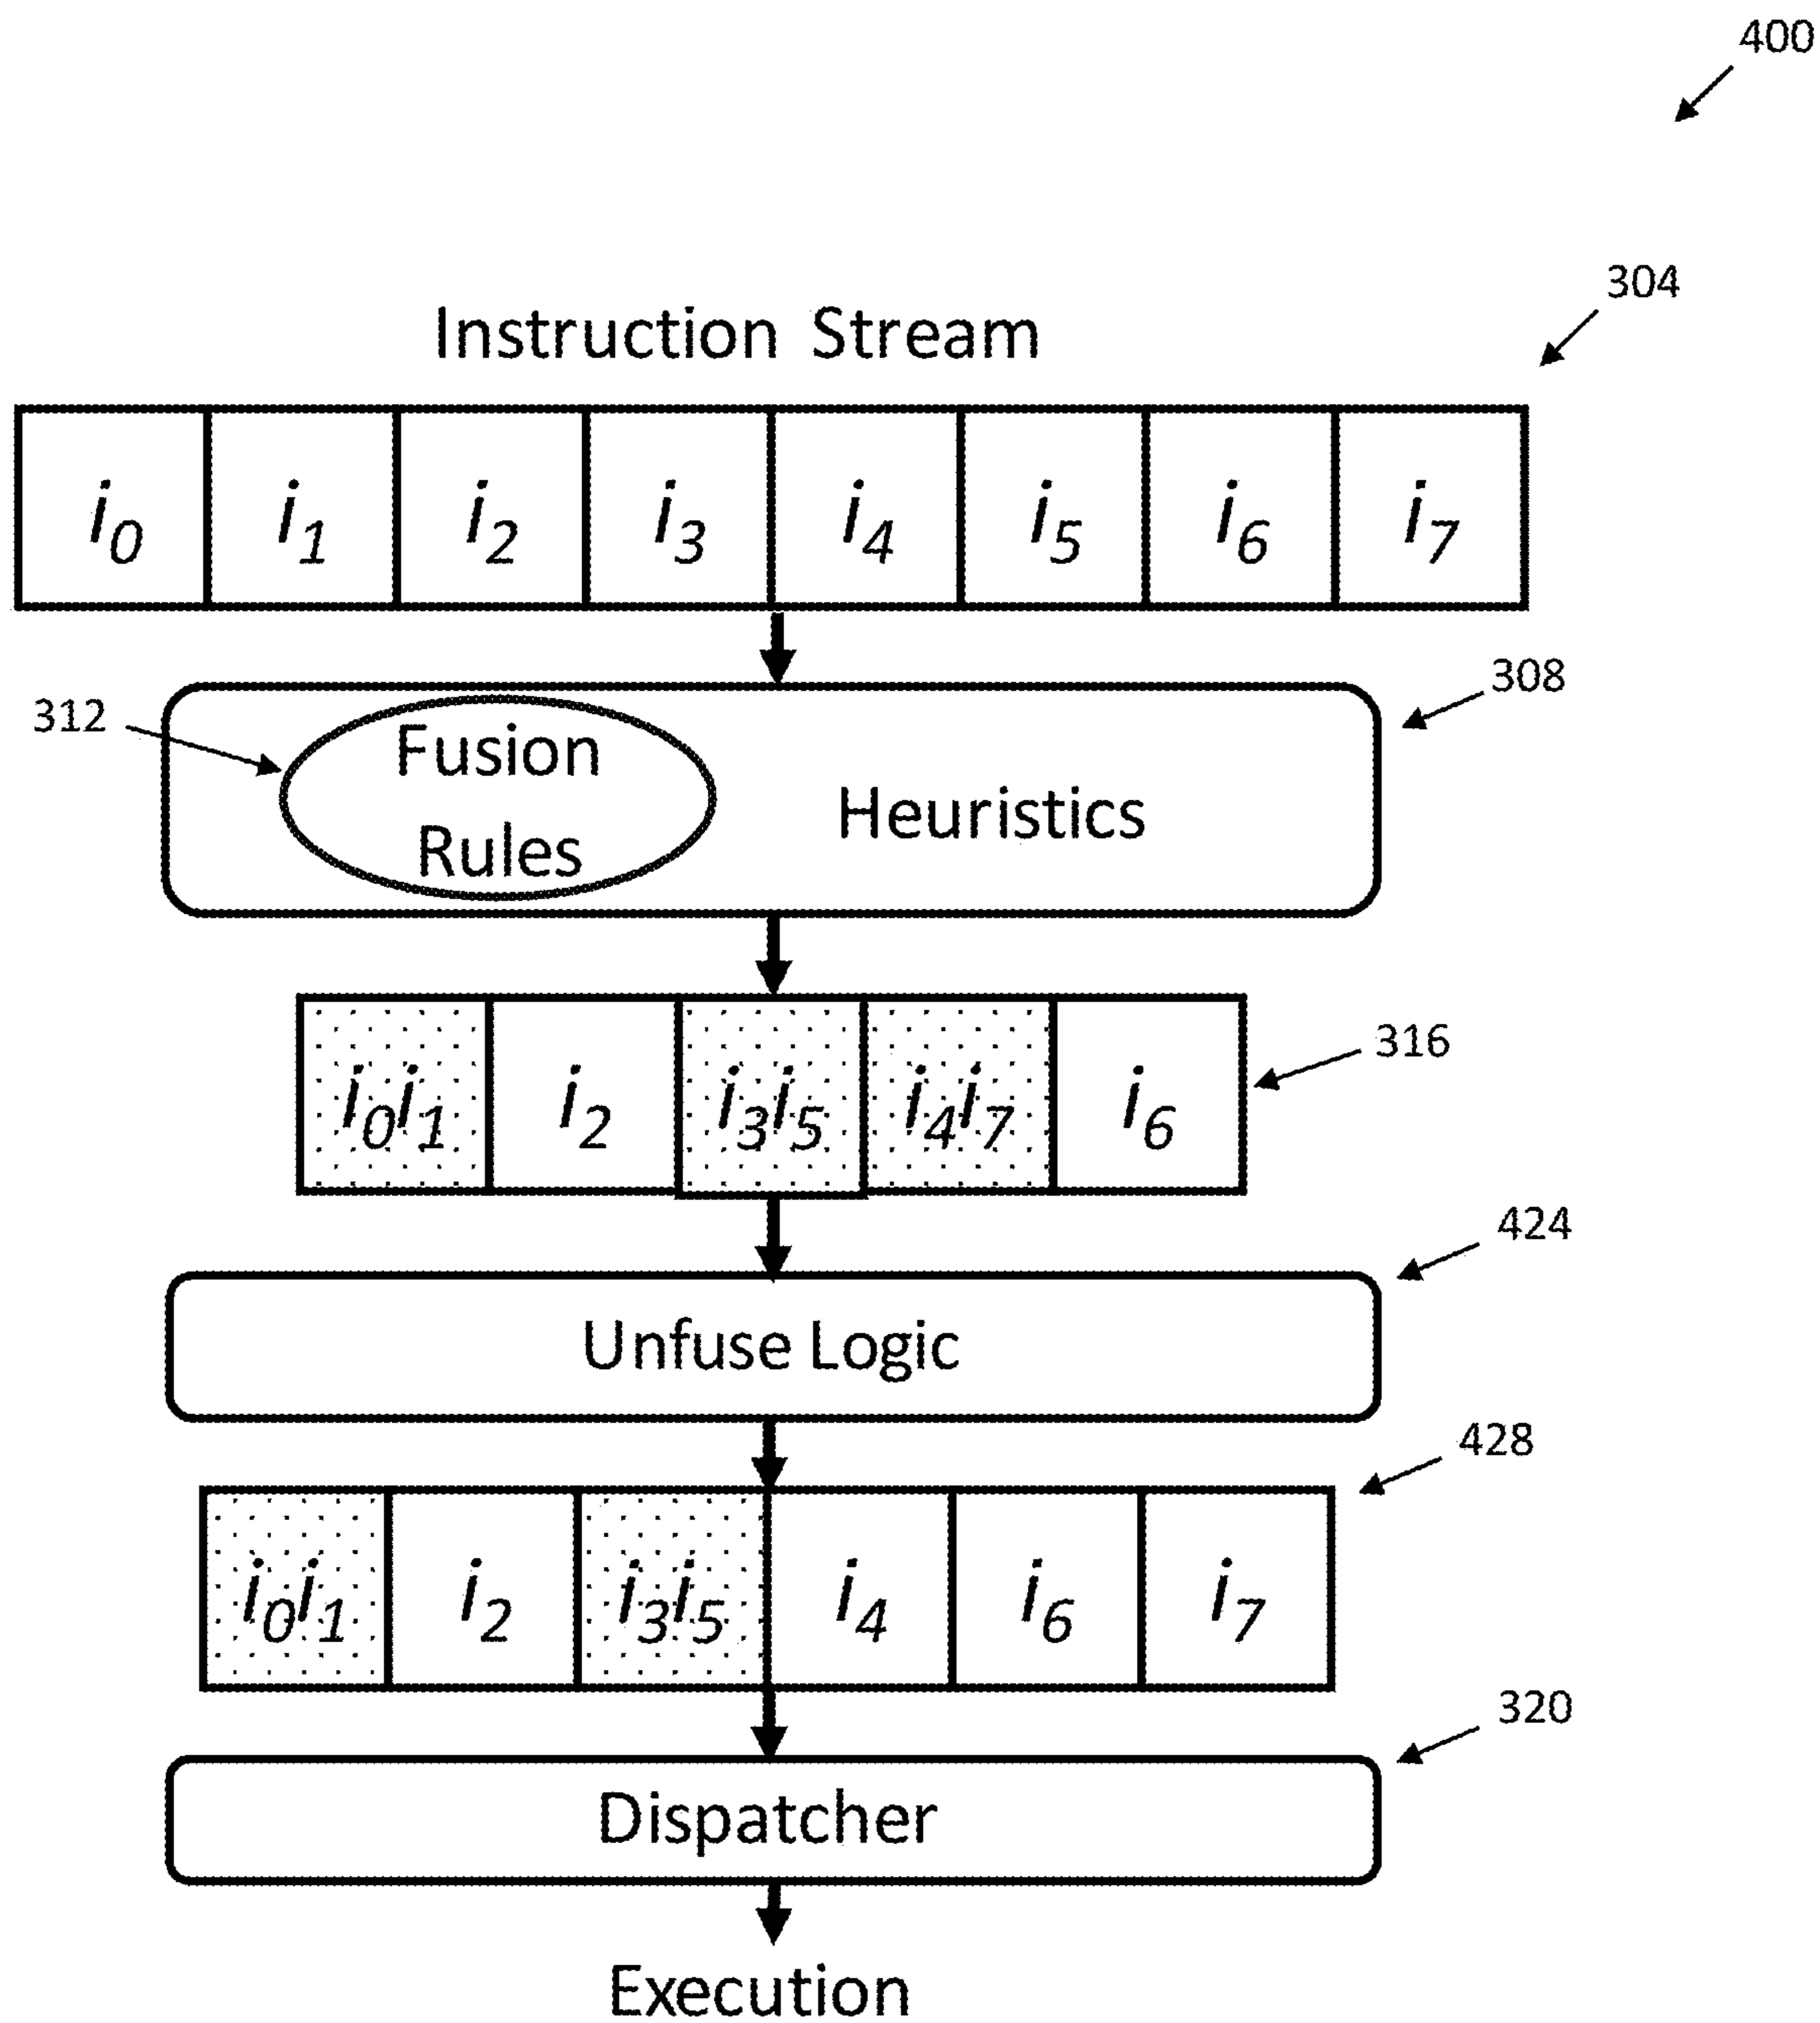 400
304
Instruction Stream
i0 i1 i2 i3 i4 i5 i6 i7
308
312
Fusion
Rules
Heuristics
i0i1 i2 i3i5 i4i7 i6
316
424
Unfuse Logic
428
i0i1 i2 i3i5 i4 i6 i7
320
Dispatcher
Execution